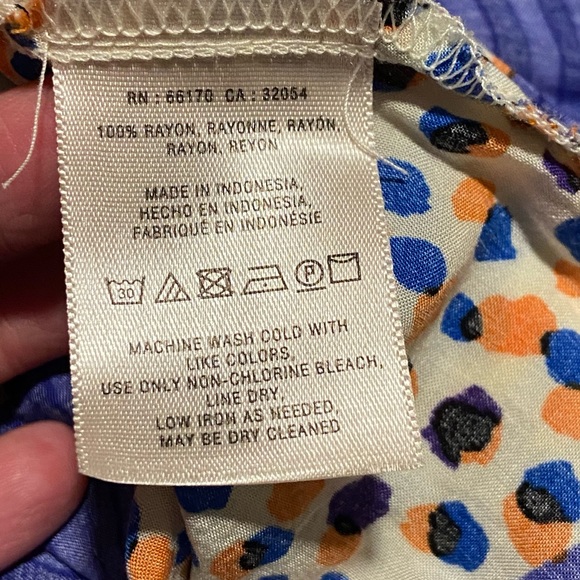 RN : 66170 CA : 32054
100% RAYON, RAYONNE, RAYON,
RAYON, REYON
MADE IN INDONESIA,
HECHO EN INDONESIA,
FABRIQUÉ EN INDONESIA
30 P
MACHINE WASH COLD WITH
LIKE COLORS,
USE ONLY NON-CHLORINE BLEACH,
LINE DRY,
LOW IRON AS NEEDED,
MAY BE DRY CLEANED